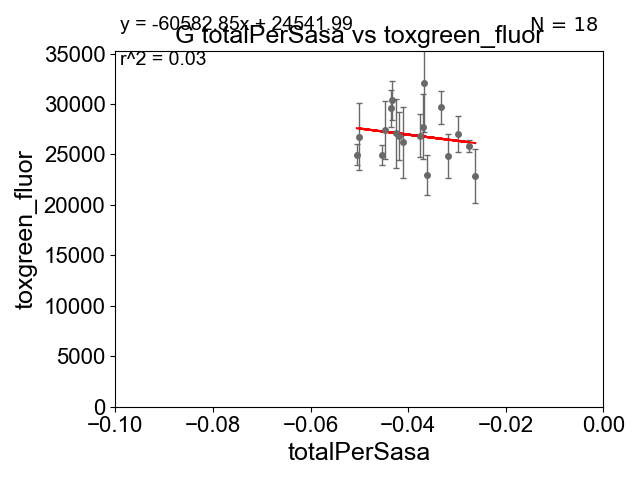 y = -60582.85x + 24541.99
N = 18
G totalPerSasa vs toxgreen_fluor
r^2 = 0.03
35000
30000
25000
20000
15000
10000
5000
0
toxgreen_fluor
−0.10 −0.08 −0.06 −0.04 −0.02 0.00
totalPerSasa